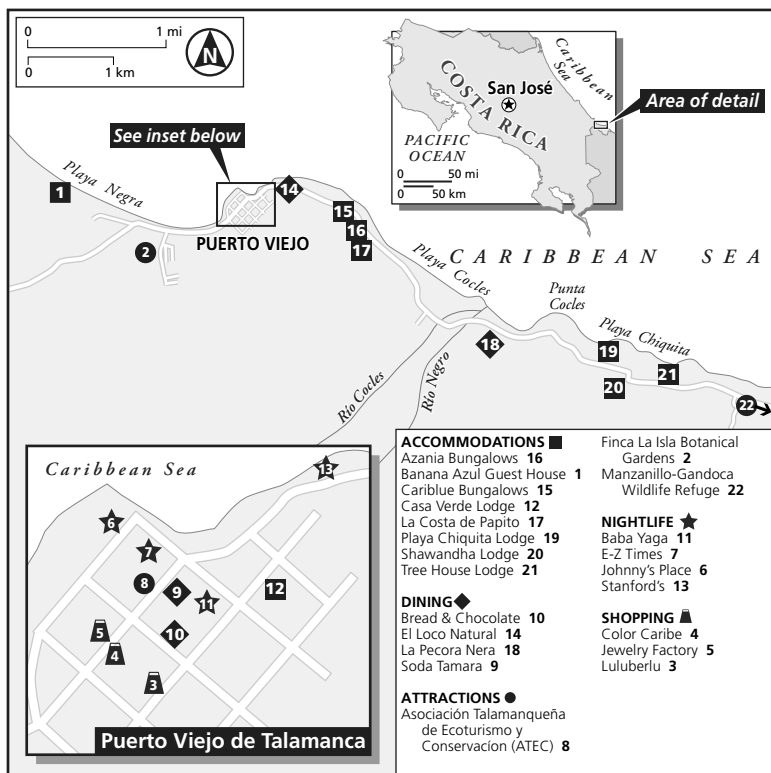 0 1 mi
0 1 km
N
See inset below
Playa Negra
1
2
PUERTO VIEJO
14
15
16
17
Playa Cocles
CARIBBEAN SEA
Punta
Cocles
Playa Chiquita
18
19
20
21
22
Río Cocles
Río Negro
Caribbean
Sea
COSTA RICA
San José
Area of detail
PACIFIC
OCEAN
0 50 mi
0 50 km
Caribbean Sea
13
6
7
8
9
11
12
10
5
4
3
Puerto Viejo de Talamanca
ACCOMMODATIONS
Azania Bungalows 16
Banana Azul Guest House 1
Cariblue Bungalows 15
Casa Verde Lodge 12
La Costa de Papito 17
Playa Chiquita Lodge 19
Shawandha Lodge 20
Tree House Lodge 21
DINING
Bread & Chocolate 10
El Loco Natural 14
La Pecora Nera 18
Soda Tamara 9
ATTRACTIONS
Asociación Talamanqueña
de Ecoturismo y
Conservacíon (ATEC) 8
Finca La Isla Botanical
Gardens 2
Manzanillo-Gandoca
Wildlife Refuge 22
NIGHTLIFE
Baba Yaga 11
E-Z Times 7
Johnny's Place 6
Stanford's 13
SHOPPING
Color Caribe 4
Jewelry Factory 5
Luluberlu 3